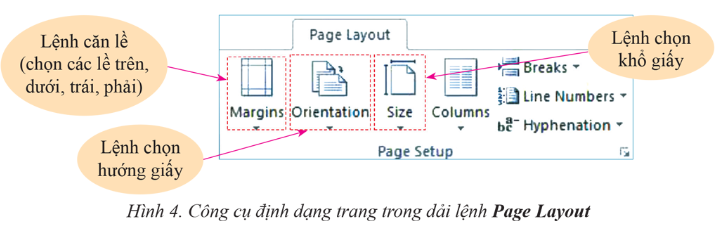 Page Layout
Lệnh căn lề
(chọn các lề trên,
dưới, trái, phải)
Lệnh chọn
khổ giấy
Margins
Orientation
Size
Columns
Breaks
Line Numbers
Hyphenation
Lệnh chọn
hướng giấy
Page Setup
Hình 4. Công cụ định dạng trang trong dải lệnh Page Layout